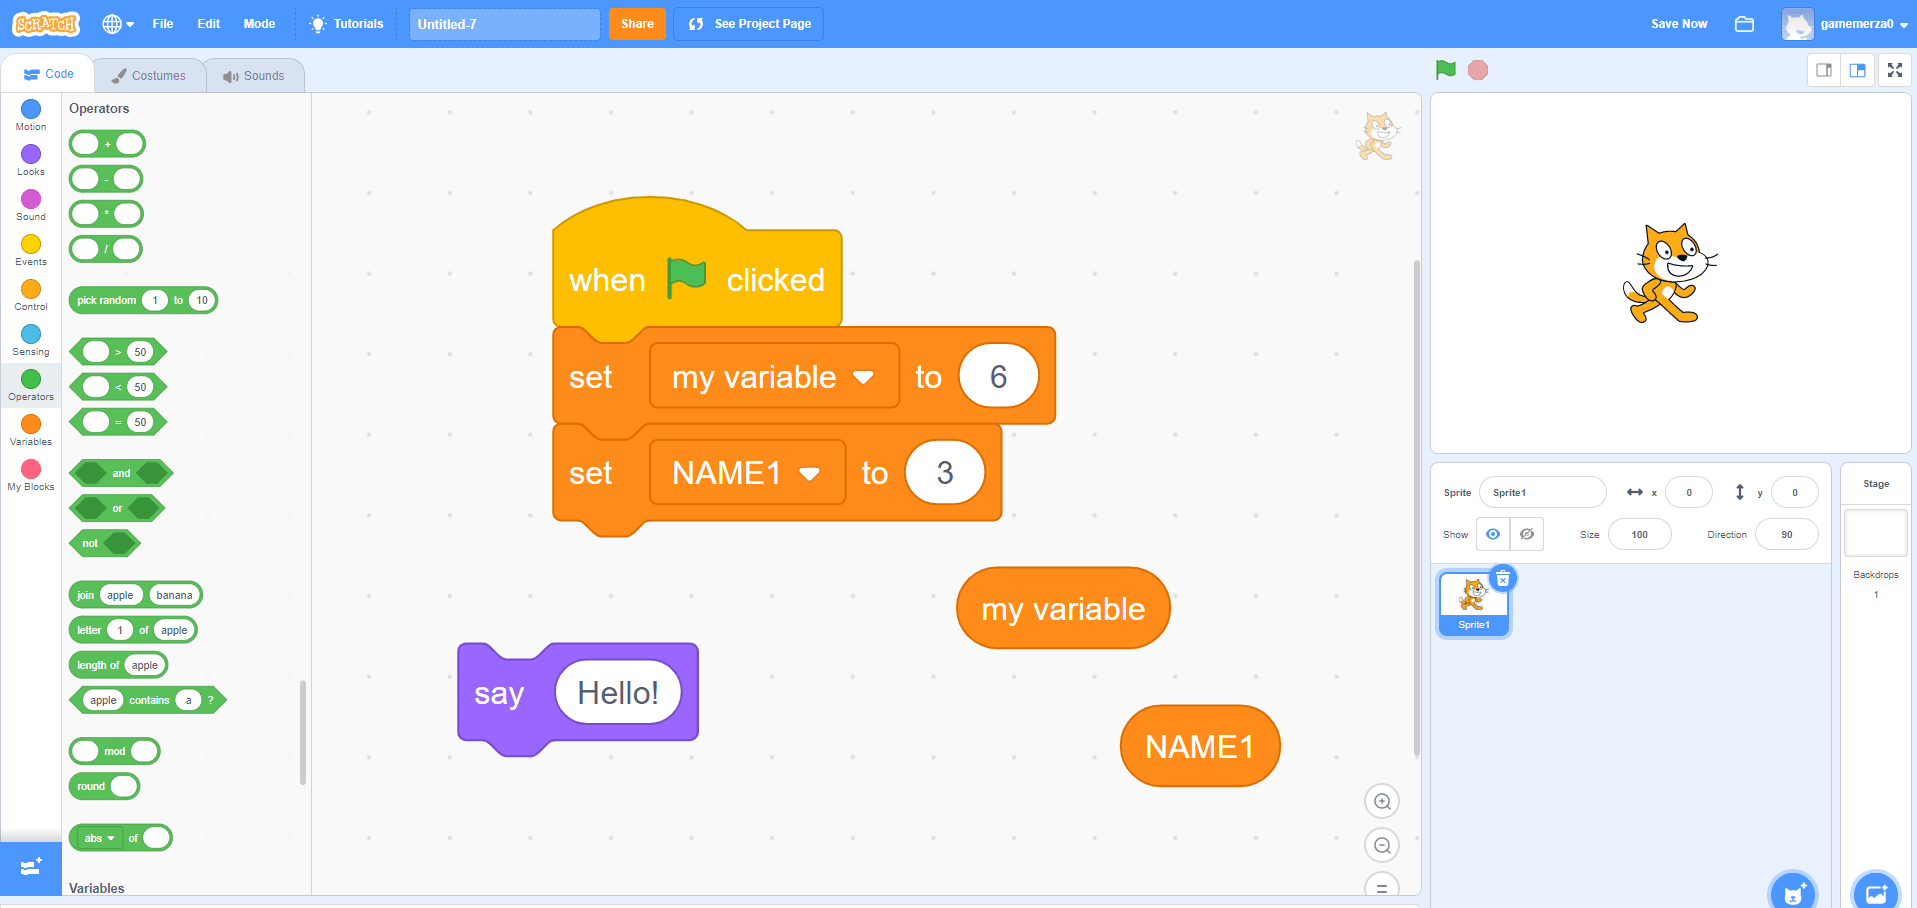 SCRATCH File Edit Mode Tutorials Untitled-7 Share See Project Page Save Now gamemerza0
Code Costumes Sounds
Motion
Looks
Sound
Events
Control
Sensing
Operators
Variables
My Blocks
Operators
+
-
*
/
pick random 1 to 10
> 50
< 50
= 50
and
or
not
join apple banana
letter 1 of apple
length of apple
apple contains a ?
mod
round
abs of
Variables
when clicked
set my variable to 6
set NAME1 to 3
my variable
say Hello!
NAME1
Sprite Sprite1 x 0 y 0
Show Size 100 Direction 90
Sprite1
Stage
Backdrops
1